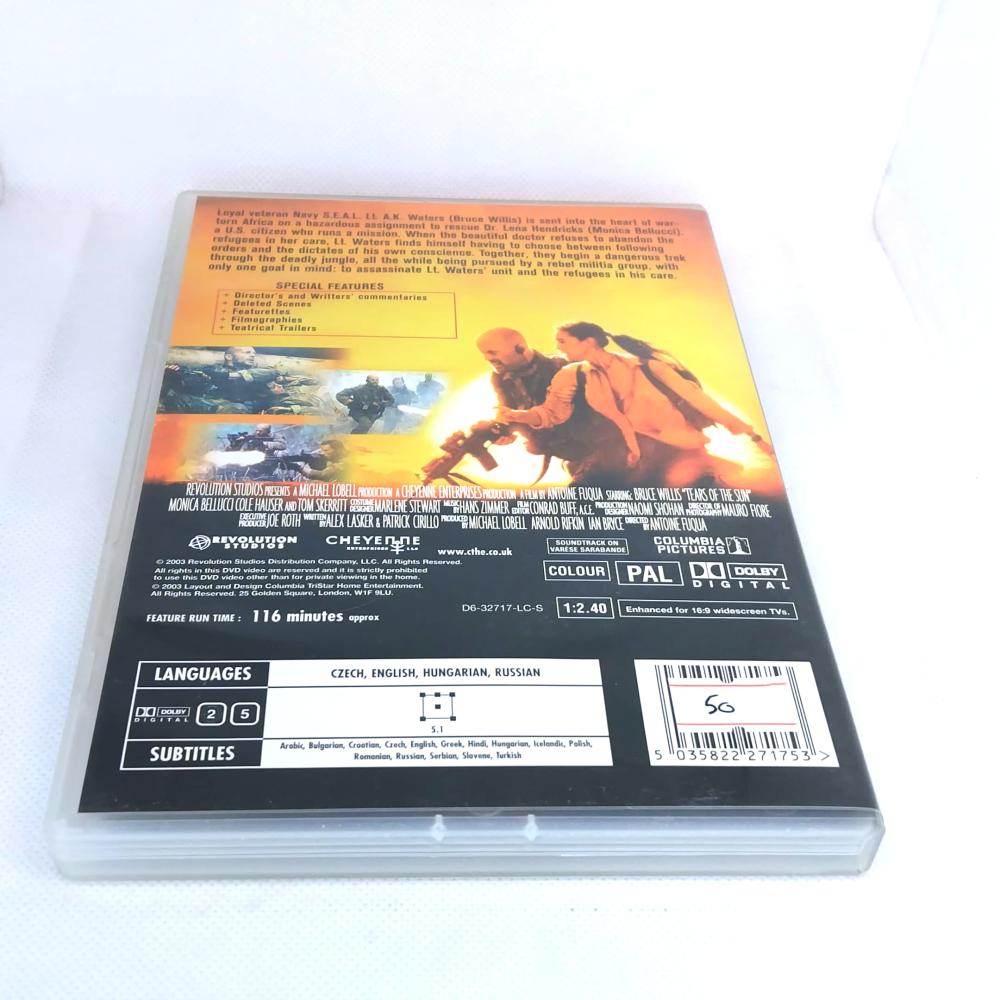 Loyal veteran Navy S.E.A.L. Lt. A.K. Waters (Bruce Willis) is sent into the heart of war-
torn Africa on a hazardous assignment to rescue Dr. Lena Hendricks (Monica Bellucci),
a U.S. citizen who runs a mission. When the beautiful doctor refuses to abandon the
refugees in her care, Lt. Waters finds himself having to choose between following
orders and the dictates of his own conscience. Together, they begin a dangerous trek
through the deadly jungle, all the while being pursued by a rebel militia group, with
only one goal in mind: to assassinate Lt. Waters' unit and the refugees in his care.
SPECIAL FEATURES
+ Director's and Writters' commentaries
+ Deleted Scenes
+ Featurettes
+ Filmographies
+ Teatrical Trailers
REVOLUTION STUDIOS PRESENTS A MICHAEL LOBELL PRODUCTION A CHEYENNE ENTERPRISES PRODUCTION A FILM BY ANTOINE FUQUA STARRING: BRUCE WILLIS "TEARS OF THE SUN"
MONICA BELLUCCI COLE HAUSER AND TOM SKERRITT COSTUME DESIGNER MARLENE STEWART MUSIC BY HANS ZIMMER FILM EDITOR CONRAD BUFF, A.C.E. PRODUCTION DESIGNER NAOMI SHOHAN DIRECTOR OF PHOTOGRAPHY MAURO FIORE
EXECUTIVE PRODUCER JOE ROTH WRITTEN BY ALEX LASKER & PATRICK CIRILLO PRODUCED BY MICHAEL LOBELL ARNOLD RIFKIN IAN BRYCE DIRECTED BY ANTOINE FUQUA
REVOLUTION STUDIOS
CHEYENNE ENTERPRISES LLC
www.cthe.co.uk
SOUNDTRACK ON
VARÈSE SARABANDE
COLUMBIA
PICTURES
© 2003 Revolution Studios Distribution Company, LLC. All Rights Reserved.
All rights in this DVD video are reserved and it is strictly prohibited
to use this DVD video other than for private viewing in the home.
© 2003 Layout and Design Columbia TriStar Home Entertainment.
All Rights Reserved. 25 Golden Square, London, W1F 9LU.
COLOUR
PAL
DOLBY
DIGITAL
FEATURE RUN TIME : 116 minutes approx
D6-32717-LC-S
1:2.40
Enhanced for 16:9 widescreen TVs.
LANGUAGES
CZECH, ENGLISH, HUNGARIAN, RUSSIAN
DOLBY
DIGITAL
2 5
5.1
SUBTITLES
Arabic, Bulgarian, Croatian, Czech, English, Greek, Hindi, Hungarian, Icelandic, Polish,
Romanian, Russian, Serbian, Slovene, Turkish
50
5 035822 271753 >